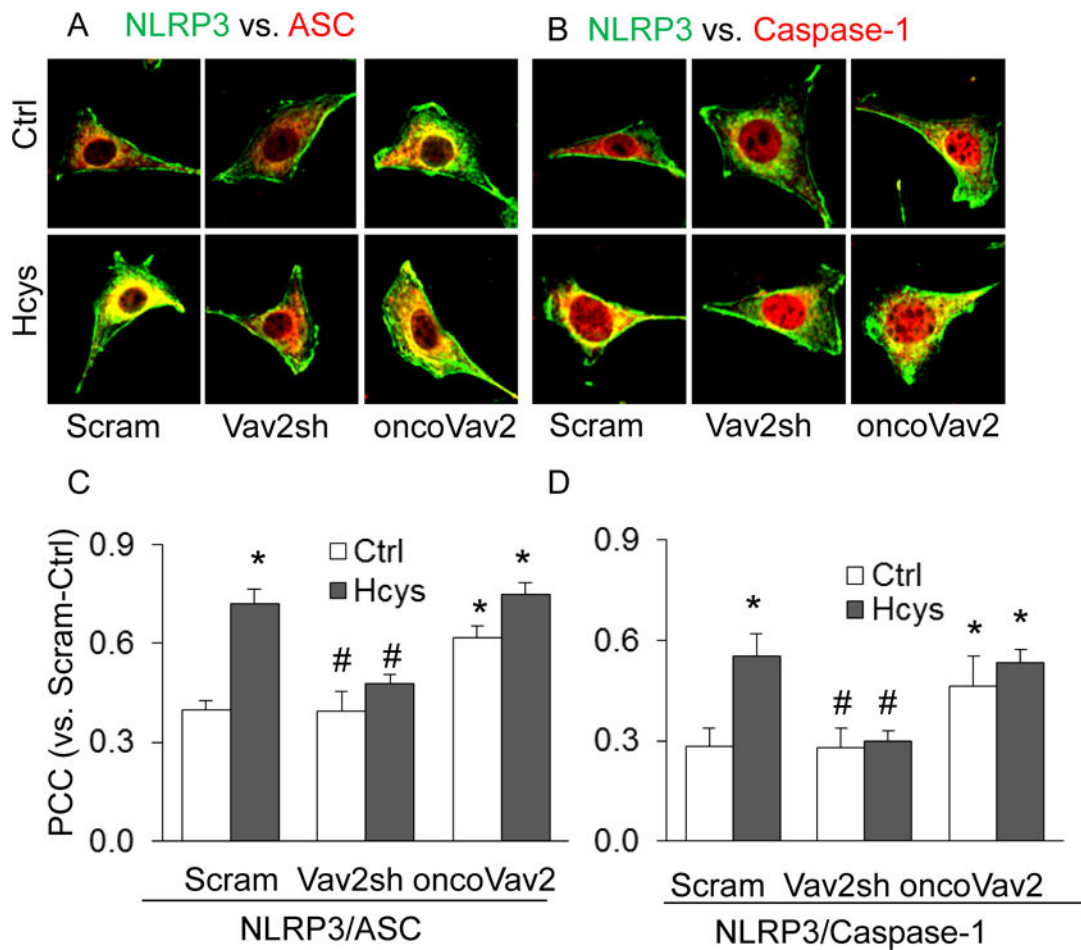 A NLRP3 vs. ASC
B NLRP3 vs. Caspase-1
Ctrl
Hcys
Scram Vav2sh oncoVav2
Scram Vav2sh oncoVav2
C
PCC (vs. Scram-Ctrl)
0.9
0.6
0.3
0.0
Ctrl
Hcys
*
#
#
*
*
Scram Vav2sh oncoVav2
NLRP3/ASC
D
0.9
0.6
0.3
0.0
Ctrl
Hcys
*
#
#
*
*
Scram Vav2sh oncoVav2
NLRP3/Caspase-1